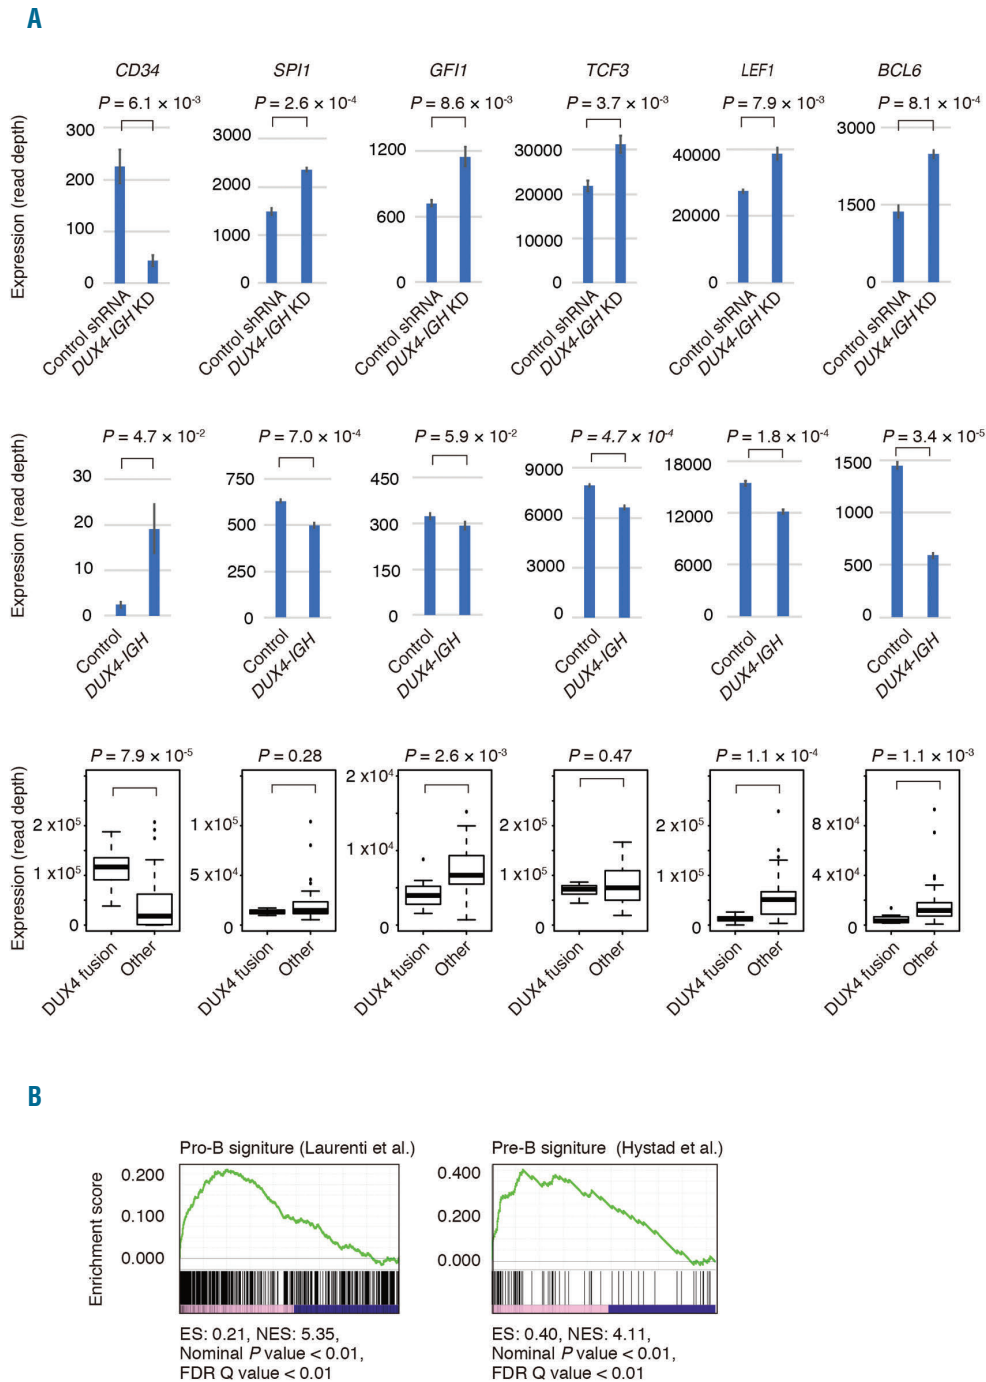 A
CD34 SPI1 GFI1 TCF3 LEF1 BCL6
P = 6.1 × 10-3 P = 2.6 × 10-4 P = 8.6 × 10-3 P = 3.7 × 10-3 P = 7.9 × 10-3 P = 8.1 × 10-4
Expression (read depth)
300 200 100 0
3000 2000 1000 0
1200 600 0
30000 20000 10000 0
40000 20000 0
3000 1500 0
Control shRNA DUX4-IGH KD Control shRNA DUX4-IGH KD Control shRNA DUX4-IGH KD Control shRNA DUX4-IGH KD Control shRNA DUX4-IGH KD Control shRNA DUX4-IGH KD
P = 4.7 × 10-2 P = 7.0 × 10-4 P = 5.9 × 10-2 P = 4.7 × 10-4 P = 1.8 × 10-4 P = 3.4 × 10-5
Expression (read depth)
30 20 10 0
750 500 250 0
450 300 150 0
9000 6000 3000 0
18000 12000 6000 0
1500 1000 500 0
Control DUX4-IGH Control DUX4-IGH Control DUX4-IGH Control DUX4-IGH Control DUX4-IGH Control DUX4-IGH
P = 7.9 × 10-5 P = 0.28 P = 2.6 × 10-3 P = 0.47 P = 1.1 × 10-4 P = 1.1 × 10-3
Expression (read depth)
2 x10⁵ 1 x10⁵ 0
1 x10⁵ 5 x10⁴ 0
2 x10⁴ 1 x10⁴ 0
2 x10⁵ 1 x10⁵ 0
2 x10⁵ 1 x10⁵ 0
8 x10⁴ 4 x10⁴ 0
DUX4 fusion Other DUX4 fusion Other DUX4 fusion Other DUX4 fusion Other DUX4 fusion Other DUX4 fusion Other
B
Pro-B signiture (Laurenti et al.)
Enrichment score
0.200
0.100
0.000
ES: 0.21, NES: 5.35,
Nominal P value < 0.01,
FDR Q value < 0.01
Pre-B signiture (Hystad et al.)
0.400
0.200
0.000
ES: 0.40, NES: 4.11,
Nominal P value < 0.01,
FDR Q value < 0.01